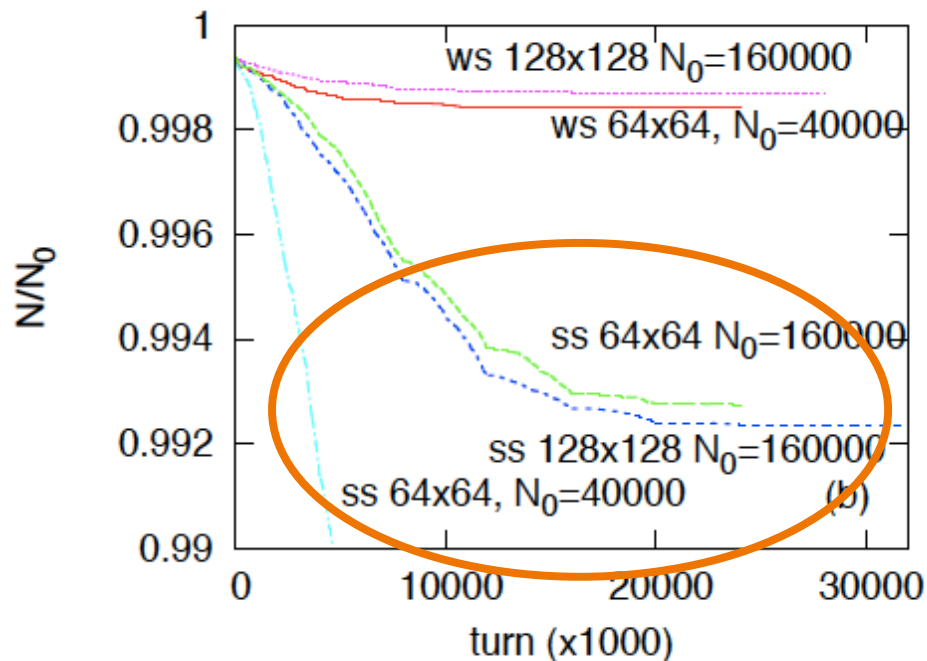 1
ws 128x128 N₀=160000
0.998
ws 64x64, N₀=40000
0.996
N/N₀
0.994
ss 64x64 N₀=160000
0.992
ss 128x128 N₀=160000
ss 64x64, N₀=40000
(b)
0.99
0 10000 20000 30000
turn (x1000)